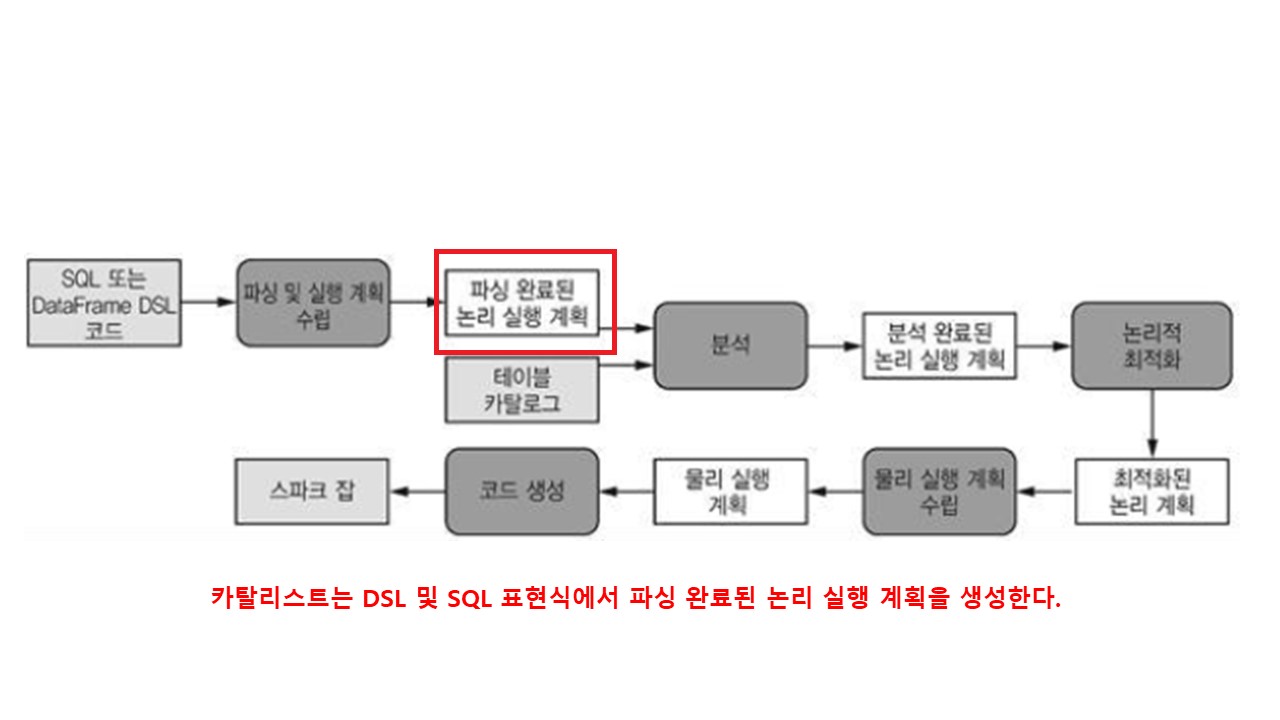 SQL 또는
DataFrame DSL
코드
파싱 및 실행 계획
수립
파싱 완료된
논리 실행 계획
테이블
카탈로그
분석
분석 완료된
논리 실행 계획
논리적
최적화
최적화된
논리 계획
물리 실행 계획
수립
물리 실행
계획
코드 생성
스파크 잡
카탈리스트는 DSL 및 SQL 표현식에서 파싱 완료된 논리 실행 계획을 생성한다.